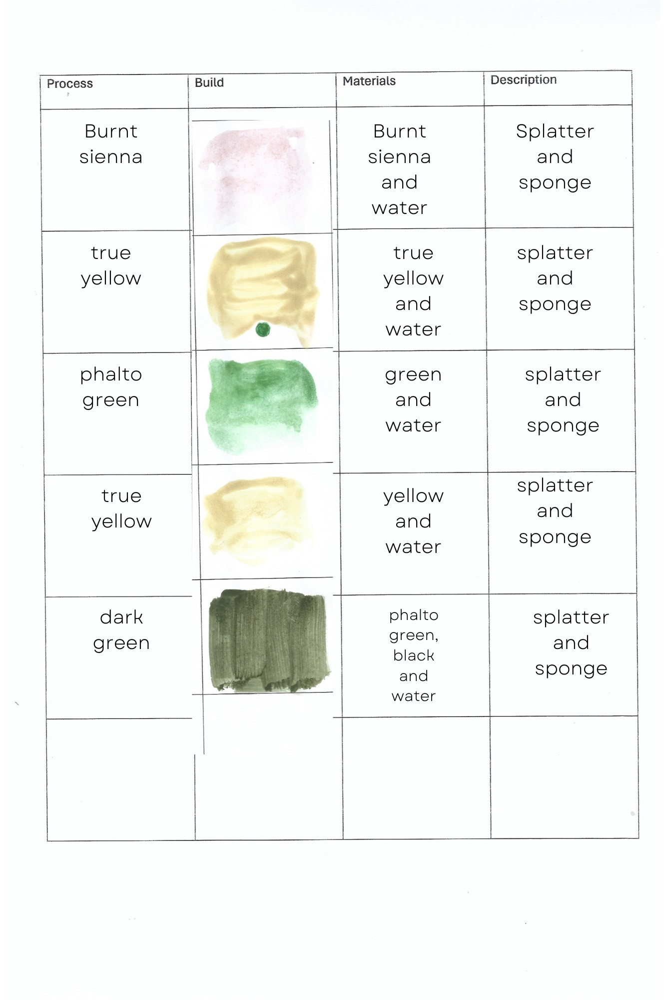 Process Build Materials Description
Burnt
sienna
Burnt
sienna
and
water
Splatter
and
sponge
true
yellow
true
yellow
and
water
splatter
and
sponge
phalto
green
green
and
water
splatter
and
sponge
true
yellow
yellow
and
water
splatter
and
sponge
dark
green
phalto
green,
black
and
water
splatter
and
sponge